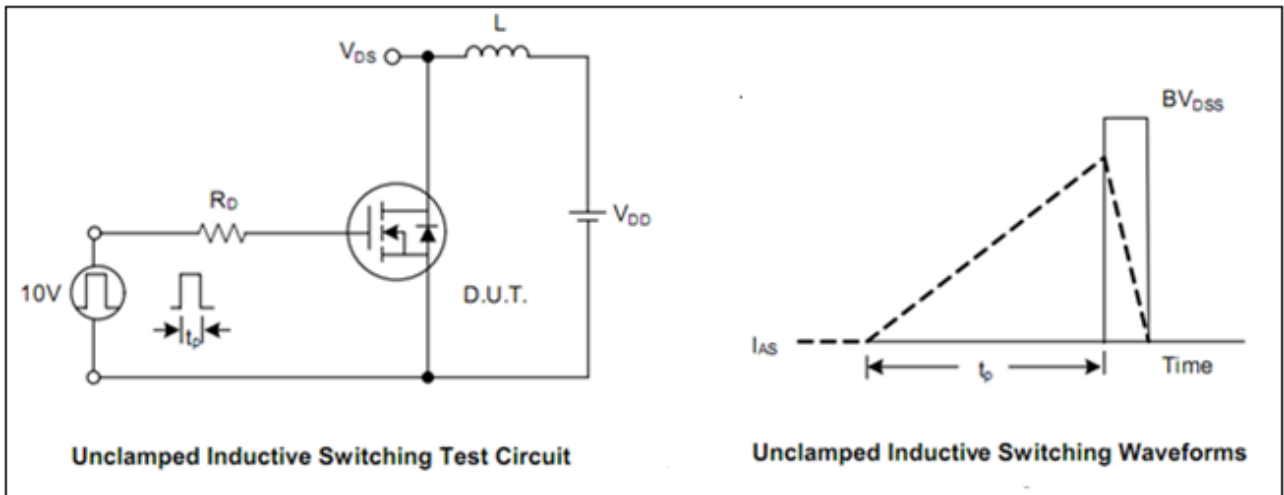 L
VDS
RD
VDD
10V
tp
D.U.T.
Unclamped Inductive Switching Test Circuit
BVDSS
IAS
tp
Time
Unclamped Inductive Switching Waveforms